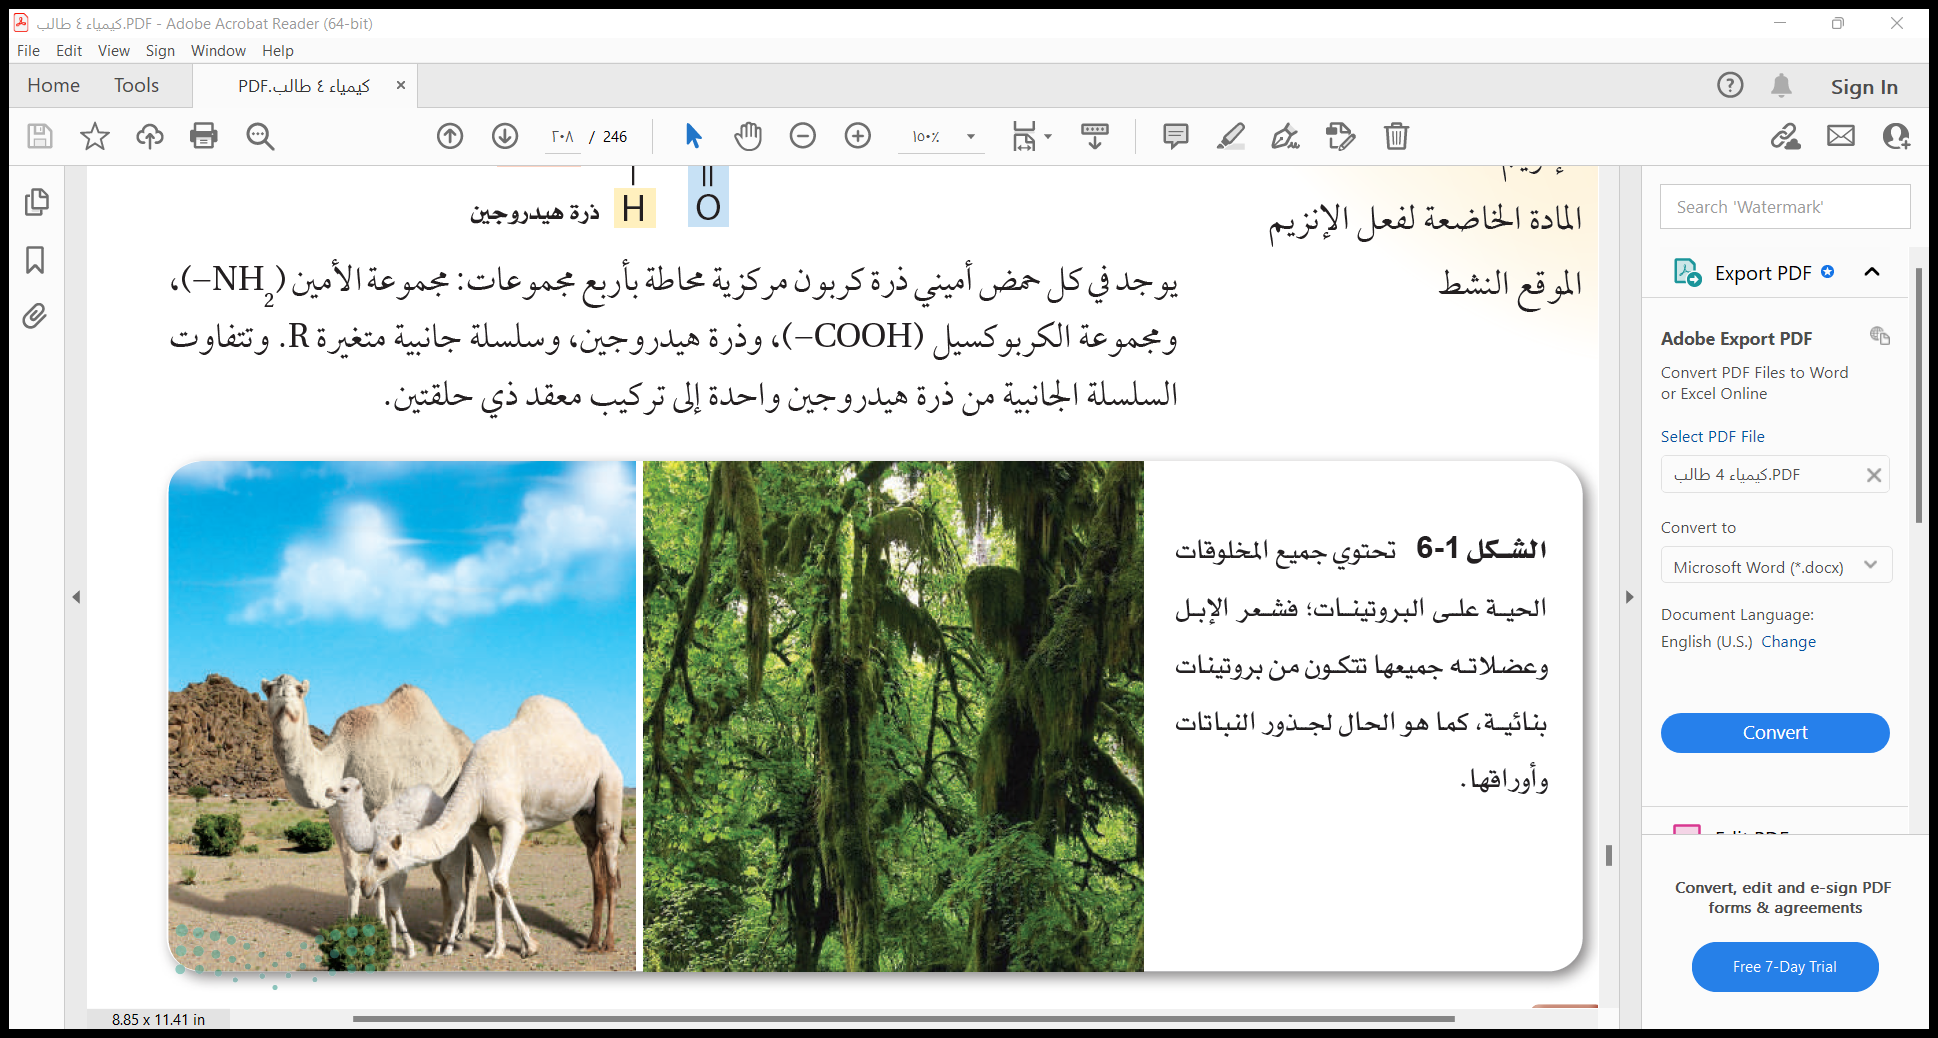 كيمياء ٤ طالب.PDF - Adobe Acrobat Reader (64-bit)
File Edit View Sign Window Help
Home Tools كيمياء ٤ طالب.PDF × Sign In
٢٠٨ / 246 ١٥٠٪
H ذرة هيدروجين
O
المادة الخاضعة لفعل الإنزيم
الموقع النشط
يوجد في كل حمض أميني ذرة كربون مركزية محاطة بأربع مجموعات: مجموعة الأمين (NH₂–)،
ومجموعة الكربوكسيل (COOH–)، وذرة هيدروجين، وسلسلة جانبية متغيرة R. وتتفاوت
السلسلة الجانبية من ذرة هيدروجين واحدة إلى تركيب معقد ذي حلقتين.
الشكل 1-6 تحتوي جميع المخلوقات
الحية على البروتينات؛ فشعر الإبل
وعضلاته جميعها تتكون من بروتينات
بنائية، كما هو الحال لجذور النباتات
وأوراقها.
8.85 x 11.41 in
Search 'Watermark'
Export PDF
Adobe Export PDF
Convert PDF Files to Word
or Excel Online
Select PDF File
كيمياء 4 طالب.PDF
Convert to
Microsoft Word (*.docx)
Document Language:
English (U.S.) Change
Convert
Edit PDF
Convert, edit and e-sign PDF
forms & agreements
Free 7-Day Trial